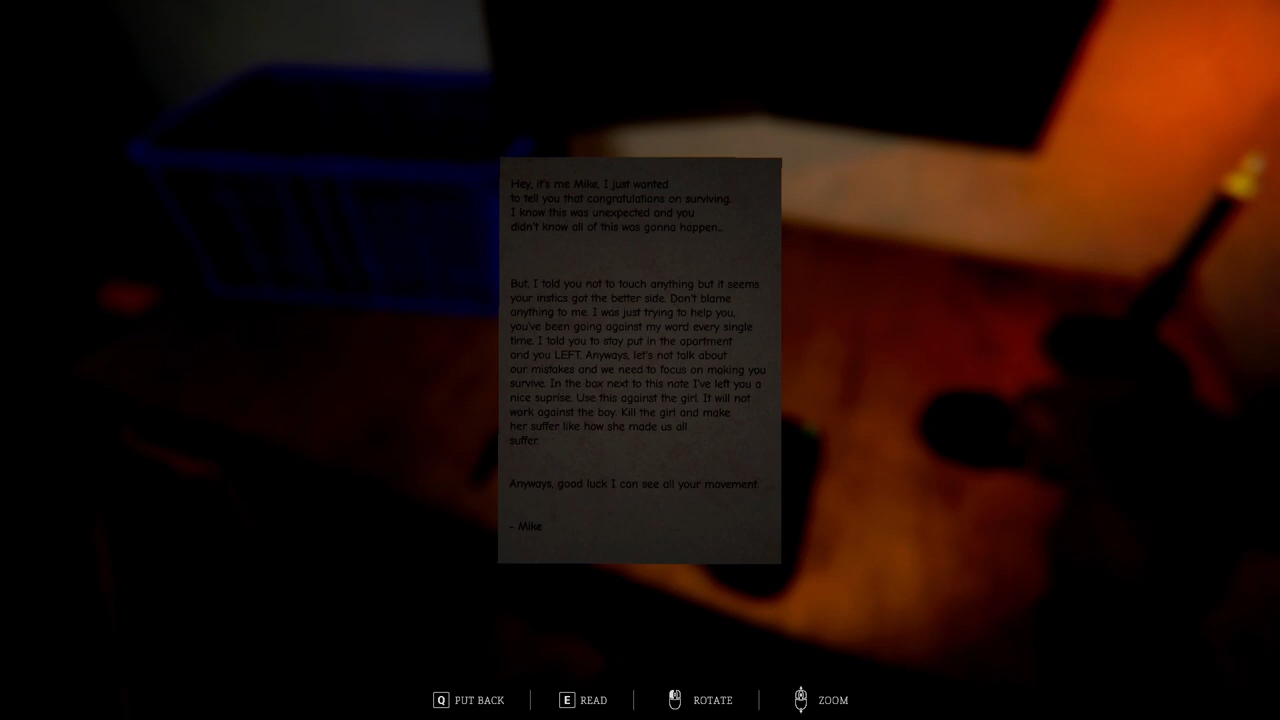 Hey, it's me Mike, I just wanted
to tell you that congratulations on surviving.
I know this was unexpected and you
didn't know all of this was gonna happen...
But, I told you not to touch anything but it seems
your instics got the better side. Don't blame
anything to me. I was just trying to help you,
you've been going against my word every single
time. I told you to stay put in the apartment
and you LEFT. Anyways, let's not talk about
our mistakes and we need to focus on making you
survive. In the box next to this note I've left you a
nice suprise. Use this against the girl. It will not
work against the boy. Kill the girl and make
her suffer like how she made us all
suffer.
Anyways, good luck I can see all your movement.
- Mike
Q PUT BACK E READ ROTATE ZOOM